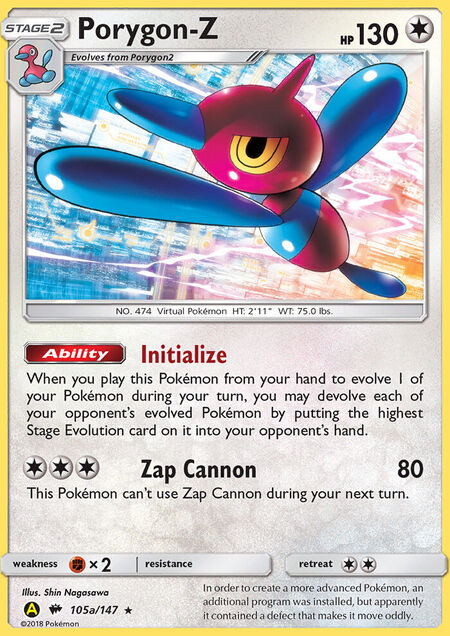 STAGE2 Porygon-Z HP130
Evolves from Porygon2
NO. 474 Virtual Pokémon HT: 2'11" WT: 75.0 lbs.
Ability Initialize
When you play this Pokémon from your hand to evolve 1 of
your Pokémon during your turn, you may devolve each of
your opponent's evolved Pokémon by putting the highest
Stage Evolution card on it into your opponent's hand.
Zap Cannon 80
This Pokémon can't use Zap Cannon during your next turn.
weakness ×2 resistance retreat
Illus. Shin Nagasawa
A 105a/147 ★
©2018 Pokémon
In order to create a more advanced Pokémon, an
additional program was installed, but apparently
it contained a defect that makes it move oddly.